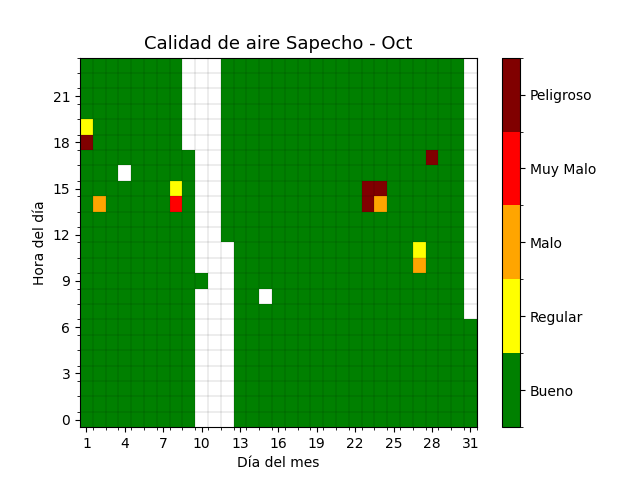 Calidad de aire Sapecho - Oct
Hora del día
21
18
15
12
9
6
3
0
1 4 7 10 13 16 19 22 25 28 31
Día del mes
Peligroso
Muy Malo
Malo
Regular
Bueno